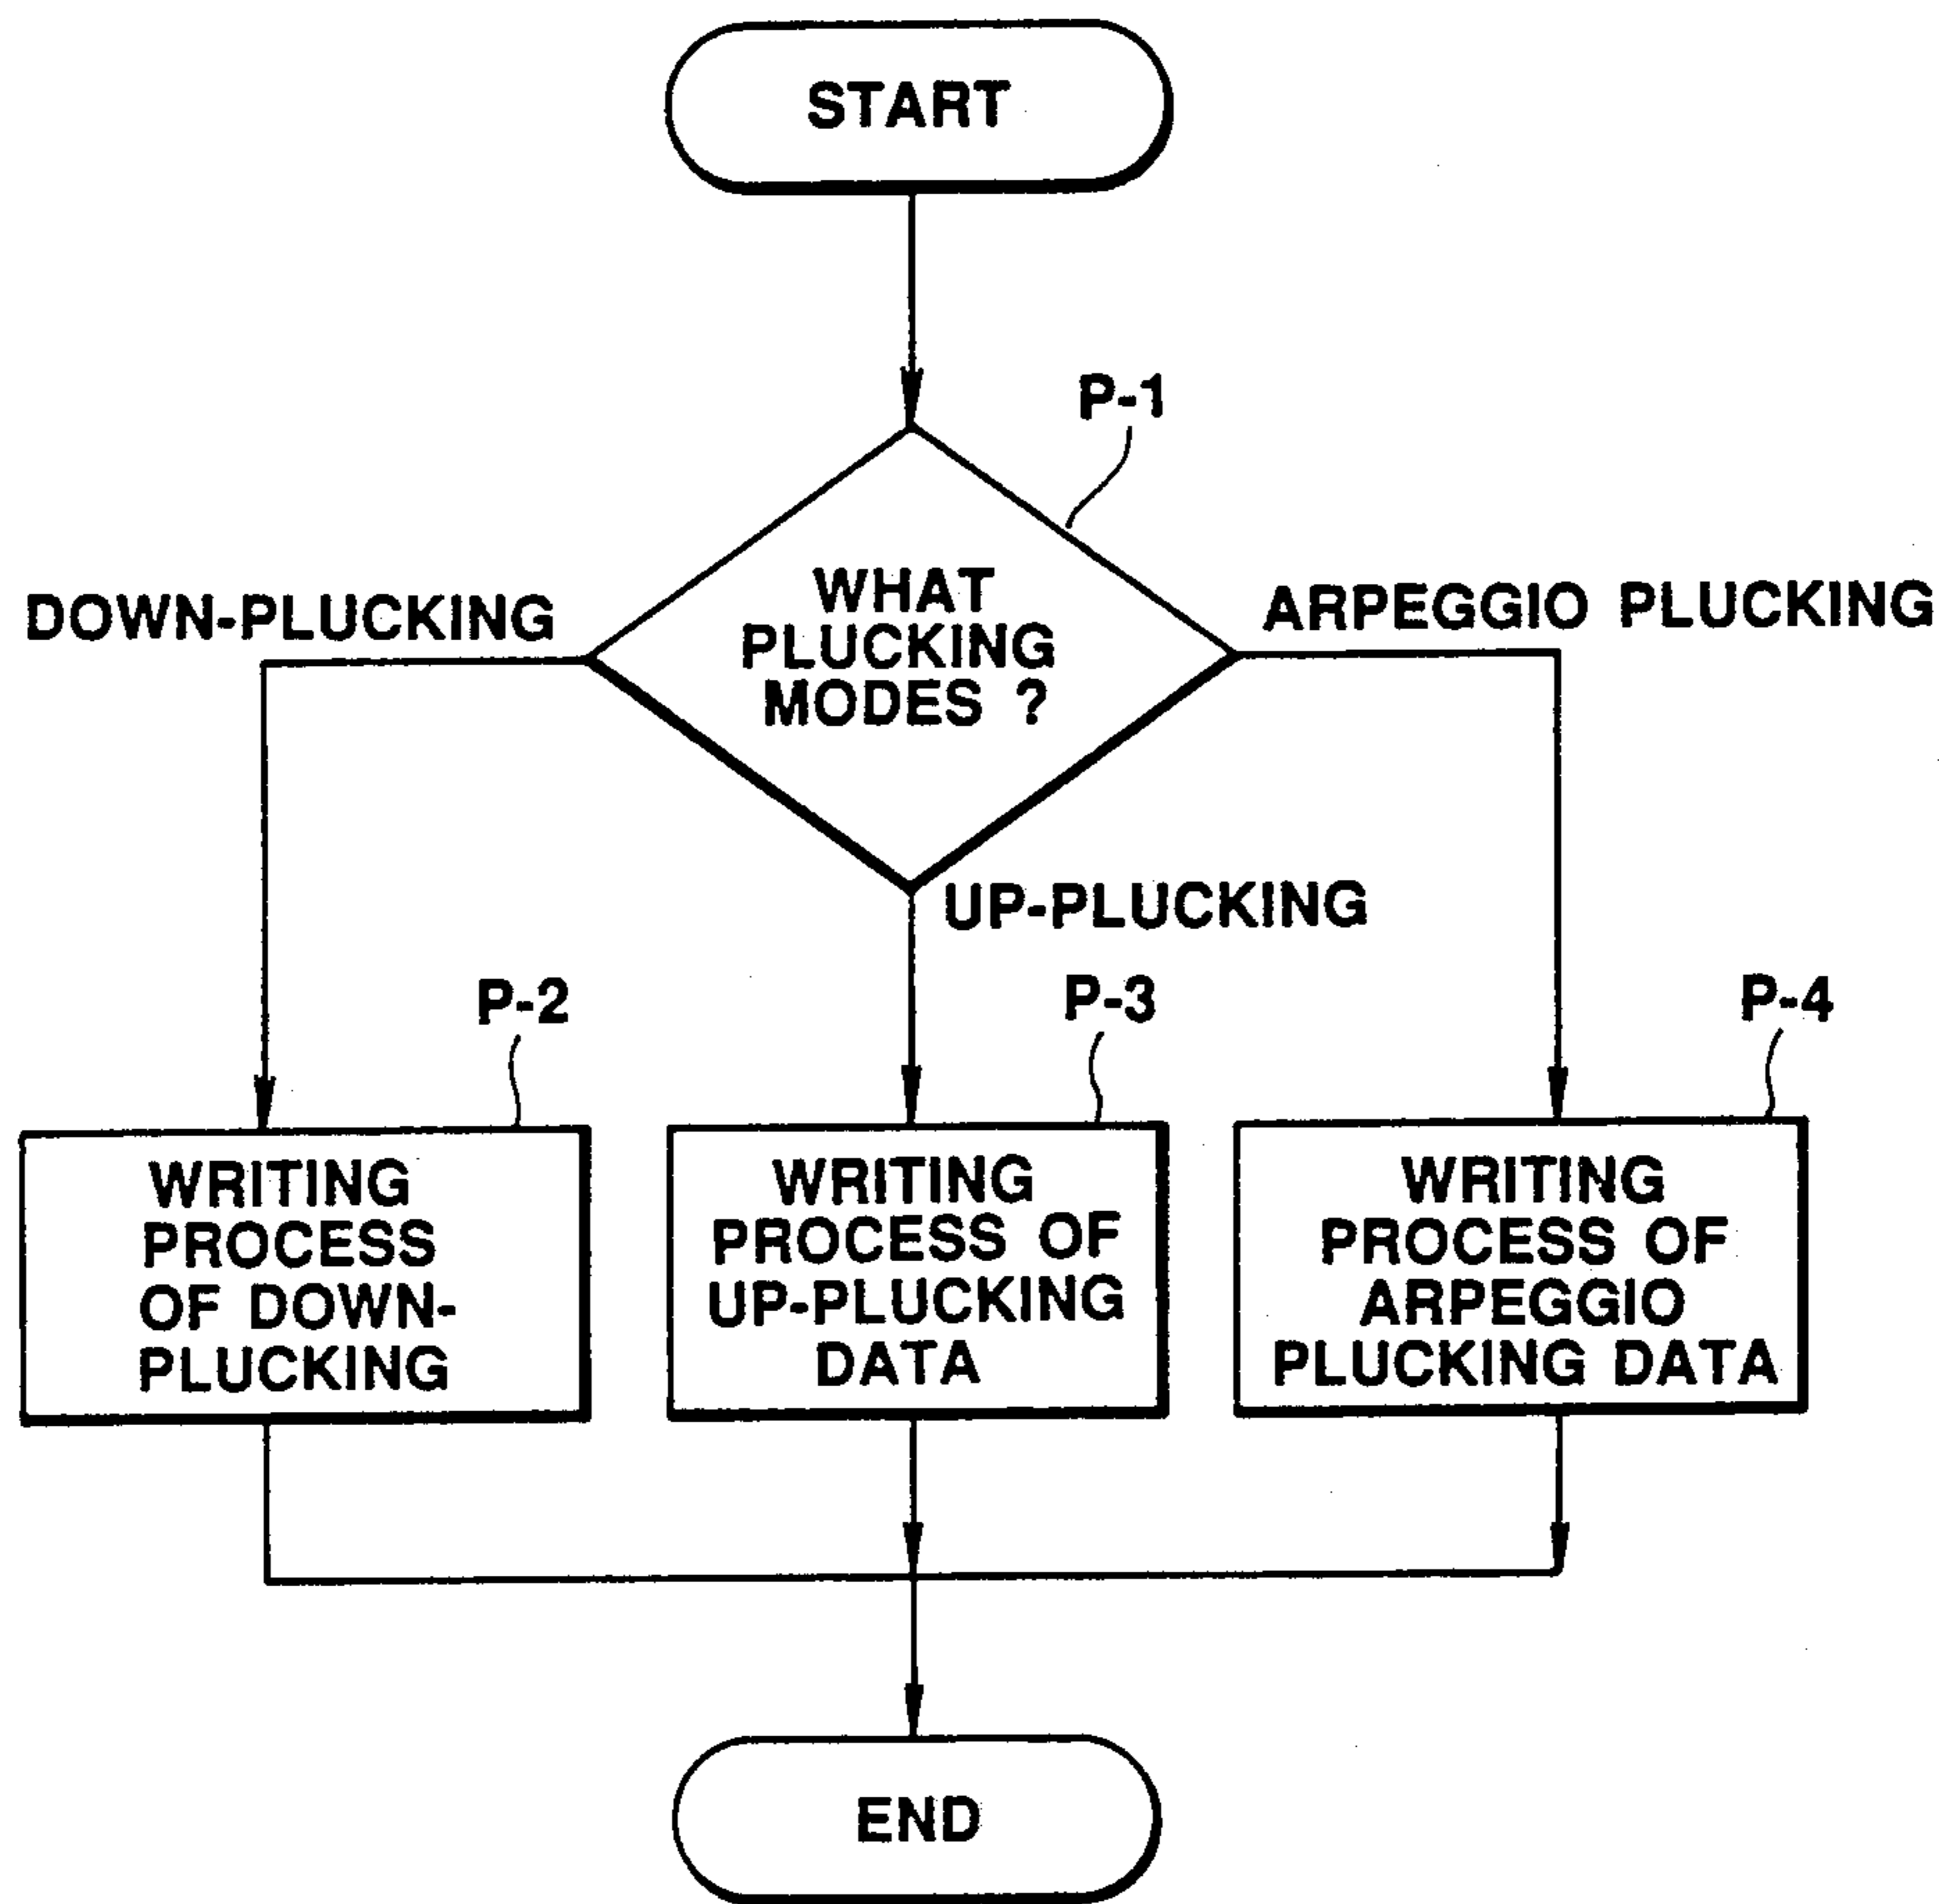 START
P-1
WHAT
PLUCKING
MODES ?
DOWN-PLUCKING
ARPEGGIO PLUCKING
UP-PLUCKING
P-2
P-3
P-4
WRITING
PROCESS
OF DOWN-
PLUCKING
WRITING
PROCESS OF
UP-PLUCKING
DATA
WRITING
PROCESS OF
ARPEGGIO
PLUCKING DATA
END